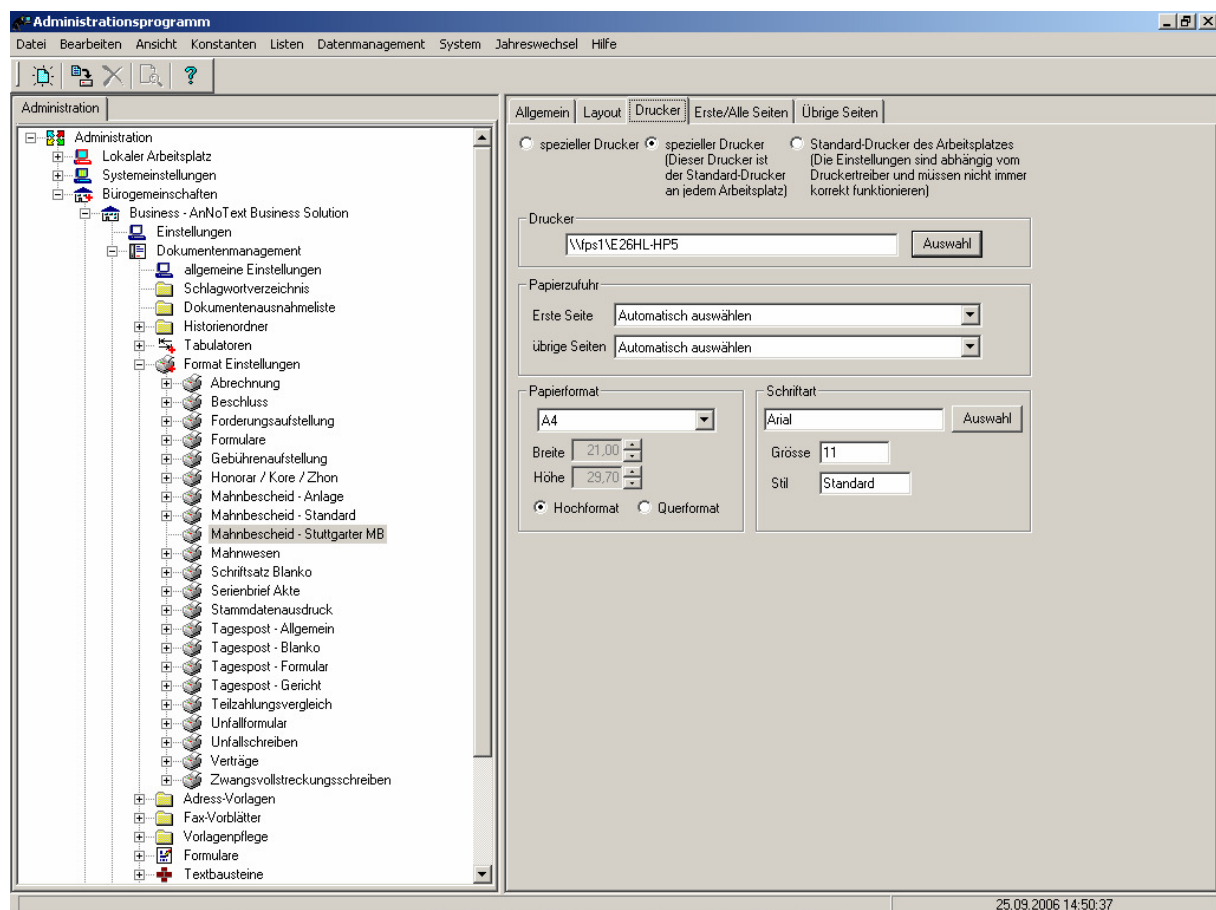 Administrationsprogramm
Datei Bearbeiten Ansicht Konstanten Listen Datenmanagement System Jahreswechsel Hilfe
Administration
Administration
Lokaler Arbeitsplatz
Systemeinstellungen
Bürogemeinschaften
Business - AnNoText Business Solution
Einstellungen
Dokumentenmanagement
allgemeine Einstellungen
Schlagwortverzeichnis
Dokumentenausnahmeliste
Historienordner
Tabulatoren
Format Einstellungen
Abrechnung
Beschluss
Forderungsaufstellung
Formulare
Gebührenaufstellung
Honorar / Kore / Zhon
Mahnbescheid - Anlage
Mahnbescheid - Standard
Mahnbescheid - Stuttgarter MB
Mahnwesen
Schriftsatz Blanko
Serienbrief Akte
Stammdatenausdruck
Tagespost - Allgemein
Tagespost - Blanko
Tagespost - Formular
Tagespost - Gericht
Teilzahlungsvergleich
Unfallformular
Unfallschreiben
Verträge
Zwangsvollstreckungsschreiben
Adress-Vorlagen
Fax-Vorblätter
Vorlagenpflege
Formulare
Textbausteine
Allgemein Layout Drucker Erste/Alle Seiten Übrige Seiten
spezieller Drucker
spezieller Drucker
(Dieser Drucker ist
der Standard-Drucker
an jedem Arbeitsplatz)
Standard-Drucker des Arbeitsplatzes
(Die Einstellungen sind abhängig vom
Druckertreiber und müssen nicht immer
korrekt funktionieren)
Drucker
\\fps1\E26HL-HP5 Auswahl
Papierzufuhr
Erste Seite Automatisch auswählen
übrige Seiten Automatisch auswählen
Papierformat
A4
Breite 21,00
Höhe 29,70
Hochformat Querformat
Schriftart
Arial Auswahl
Grösse 11
Stil Standard
25.09.2006 14:50:37